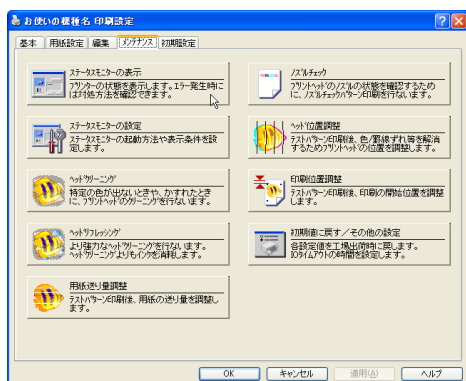 お使いの機種名 印刷設定
基本 用紙設定 編集 メンテナンス 初期設定
ステータスモニターの表示
プリンターの状態を表示します。エラー発生時に
は対処方法を確認できます。
ノズルチェック
プリントヘッドのノズルの状態を確認するため
に、ノズルチェックパターン印刷を行ないます。
ステータスモニターの設定
ステータスモニターの起動方法や表示条件を設
定します。
ヘッド位置調整
テストパターン印刷後、色/罫線ずれ等を解消
するためプリントヘッドの位置を調整します。
ヘッドクリーニング
特定の色が出ないときや、かすれたとき
に、プリントヘッドのクリーニングを行ないます。
印刷位置調整
テストパターン印刷後、印刷の開始位置を調整
します。
ヘッドリフレッシング
より強力なヘッドクリーニングを行ないます。
ヘッドクリーニングよりもインクを消耗します。
初期値に戻す/その他の設定
各設定値を工場出荷時に戻します。
IOタイムアウトの時間を設定します。
用紙送り量調整
テストパターン印刷後、用紙の送り量を調整し
ます。
OK キャンセル 適用(A) ヘルプ